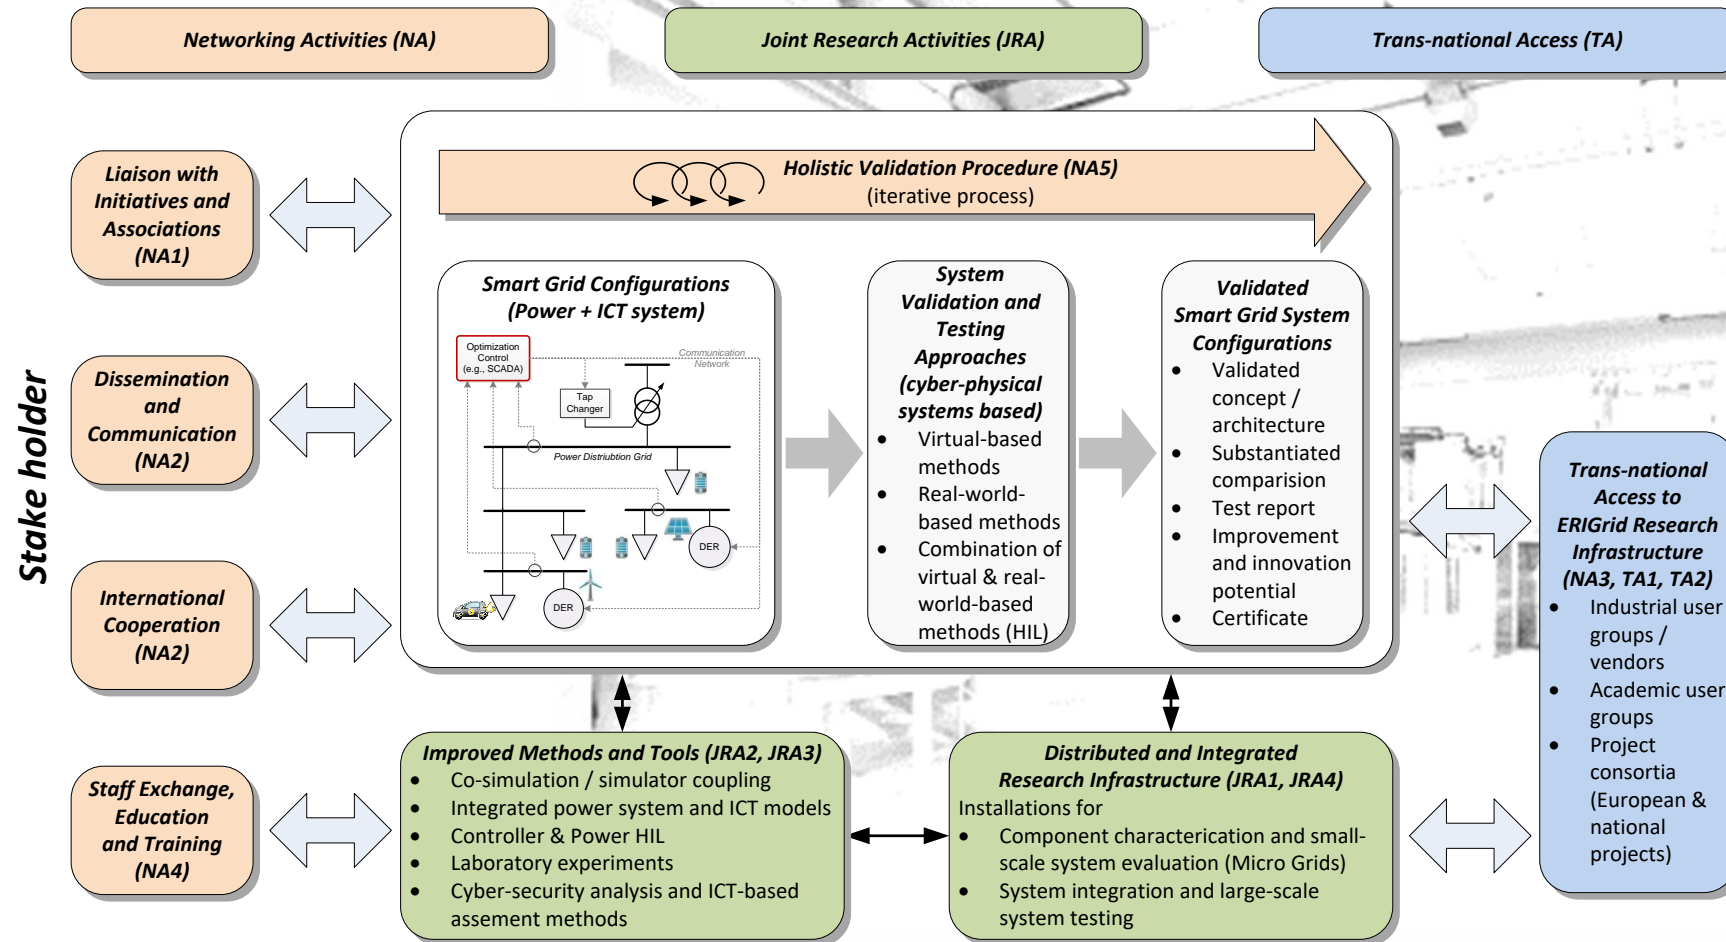 Networking Activities (NA)
Joint Research Activities (JRA)
Trans-national Access (TA)
Stake holder
Liaison with
Initiatives and
Associations
(NA1)
Dissemination
and
Communication
(NA2)
International
Cooperation
(NA2)
Staff Exchange,
Education
and Training
(NA4)
Holistic Validation Procedure (NA5)
(iterative process)
Smart Grid Configurations
(Power + ICT system)
Optimization
Control
(e.g., SCADA)
Communication
Network
Tap
Changer
Power Distriubtion Grid
DER
DER
System
Validation and
Testing
Approaches
(cyber-physical
systems based)
• Virtual-based
methods
• Real-world-
based methods
• Combination of
virtual & real-
world-based
methods (HIL)
Validated
Smart Grid System
Configurations
• Validated
concept /
architecture
• Substantiated
comparision
• Test report
• Improvement
and innovation
potential
• Certificate
Improved Methods and Tools (JRA2, JRA3)
• Co-simulation / simulator coupling
• Integrated power system and ICT models
• Controller & Power HIL
• Laboratory experiments
• Cyber-security analysis and ICT-based
assement methods
Distributed and Integrated
Research Infrastructure (JRA1, JRA4)
Installations for
• Component characterication and small-
scale system evaluation (Micro Grids)
• System integration and large-scale
system testing
Trans-national
Access to
ERIGrid Research
Infrastructure
(NA3, TA1, TA2)
• Industrial user
groups /
vendors
• Academic user
groups
• Project
consortia
(European &
national
projects)